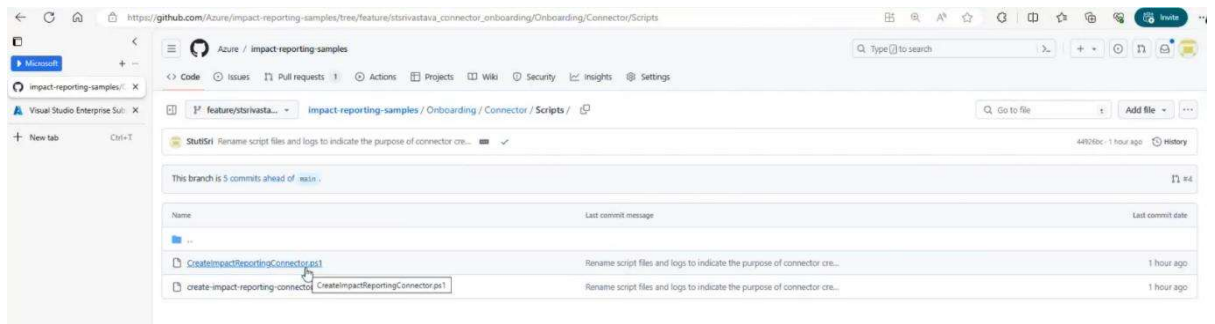 https://github.com/Azure/impact-reporting-samples/tree/feature/stsrivastava_connector_onboarding/Onboarding/Connector/Scripts
Invite
Microsoft
impact-reporting-samples/
Visual Studio Enterprise Sub
New tab Ctrl+T
Azure / impact-reporting-samples
Type / to search
Code Issues Pull requests 1 Actions Projects Wiki Security Insights Settings
feature/stsrivasta... impact-reporting-samples / Onboarding / Connector / Scripts /
Go to file t Add file
StutiSri Rename script files and logs to indicate the purpose of connector cre... 44926bc · 1 hour ago History
This branch is 5 commits ahead of main. #4
Name Last commit message Last commit date
..
CreateImpactReportingConnector.ps1 Rename script files and logs to indicate the purpose of connector cre... 1 hour ago
create-impact-reporting-connector Rename script files and logs to indicate the purpose of connector cre... 1 hour ago
CreateImpactReportingConnector.ps1